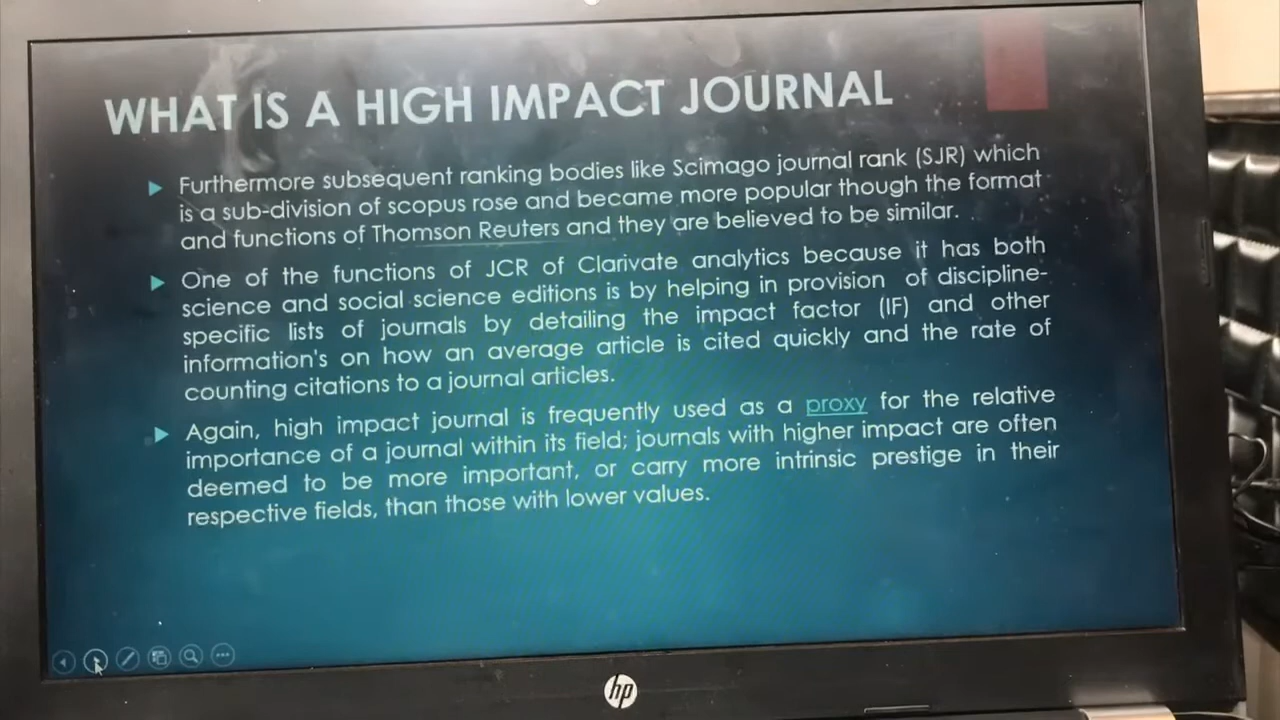 WHAT IS A HIGH IMPACT JOURNAL
Furthermore subsequent ranking bodies like Scimago journal rank (SJR) which
is a sub-division of scopus rose and became more popular though the format
and functions of Thomson Reuters and they are believed to be similar.
One of the functions of JCR of Clarivate analytics because it has both
science and social science editions is by helping in provision of discipline-
specific lists of journals by detailing the impact factor (IF) and other
information's on how an average article is cited quickly and the rate of
counting citations to a journal articles.
Again, high impact journal is frequently used as a proxy for the relative
importance of a journal within its field; journals with higher impact are often
deemed to be more important, or carry more intrinsic prestige in their
respective fields, than those with lower values.
hp